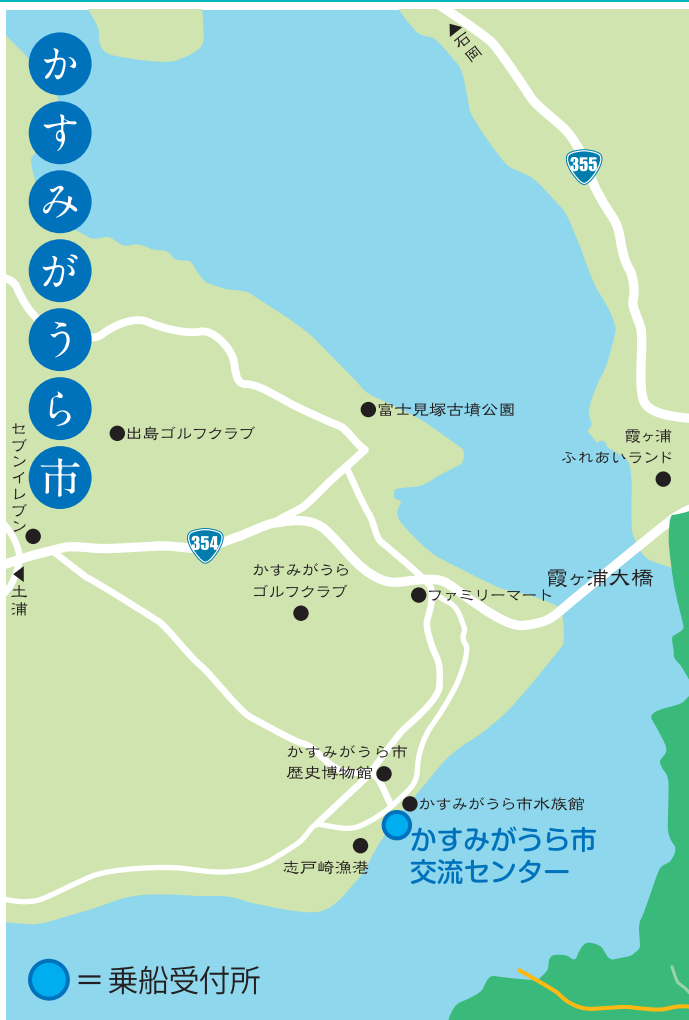 かすみがうら市
石岡
355
富士見塚古墳公園
出島ゴルフクラブ
霞ヶ浦
ふれあいランド
セブンイレブン
354
土浦
かすみがうら
ゴルフクラブ
霞ヶ浦大橋
ファミリーマート
かすみがうら市
歴史博物館
かすみがうら市水族館
かすみがうら市
交流センター
志戸崎漁港
＝乗船受付所